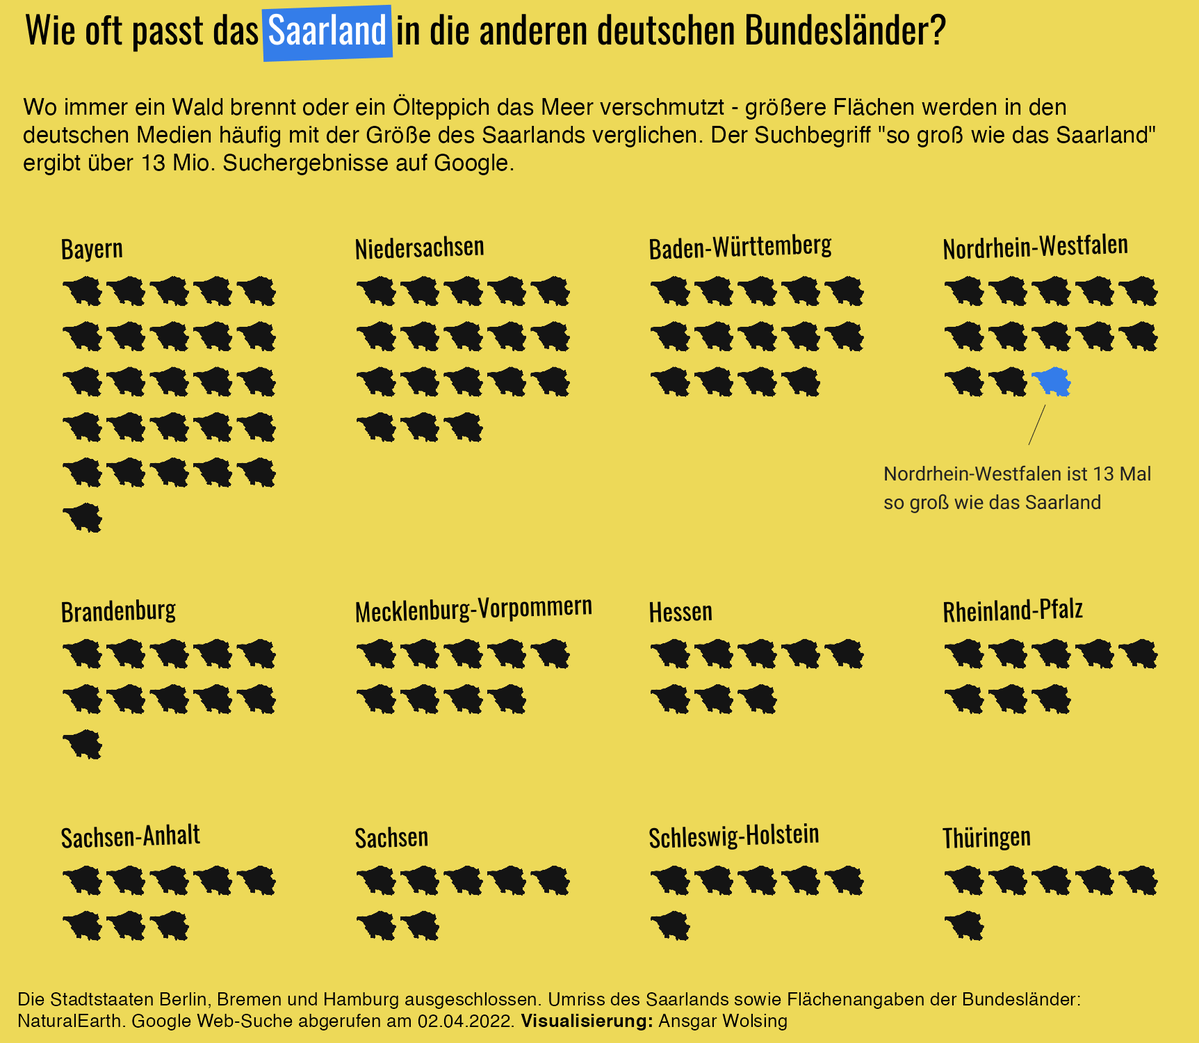 Wie oft passt das Saarland in die anderen deutschen Bundesländer?
Wo immer ein Wald brennt oder ein Ölteppich das Meer verschmutzt - größere Flächen werden in den
deutschen Medien häufig mit der Größe des Saarlands verglichen. Der Suchbegriff "so groß wie das Saarland"
ergibt über 13 Mio. Suchergebnisse auf Google.
Bayern
Niedersachsen
Baden-Württemberg
Nordrhein-Westfalen
Nordrhein-Westfalen ist 13 Mal
so groß wie das Saarland
Brandenburg
Mecklenburg-Vorpommern
Hessen
Rheinland-Pfalz
Sachsen-Anhalt
Sachsen
Schleswig-Holstein
Thüringen
Die Stadtstaaten Berlin, Bremen und Hamburg ausgeschlossen. Umriss des Saarlands sowie Flächenangaben der Bundesländer:
NaturalEarth. Google Web-Suche abgerufen am 02.04.2022. Visualisierung: Ansgar Wolsing